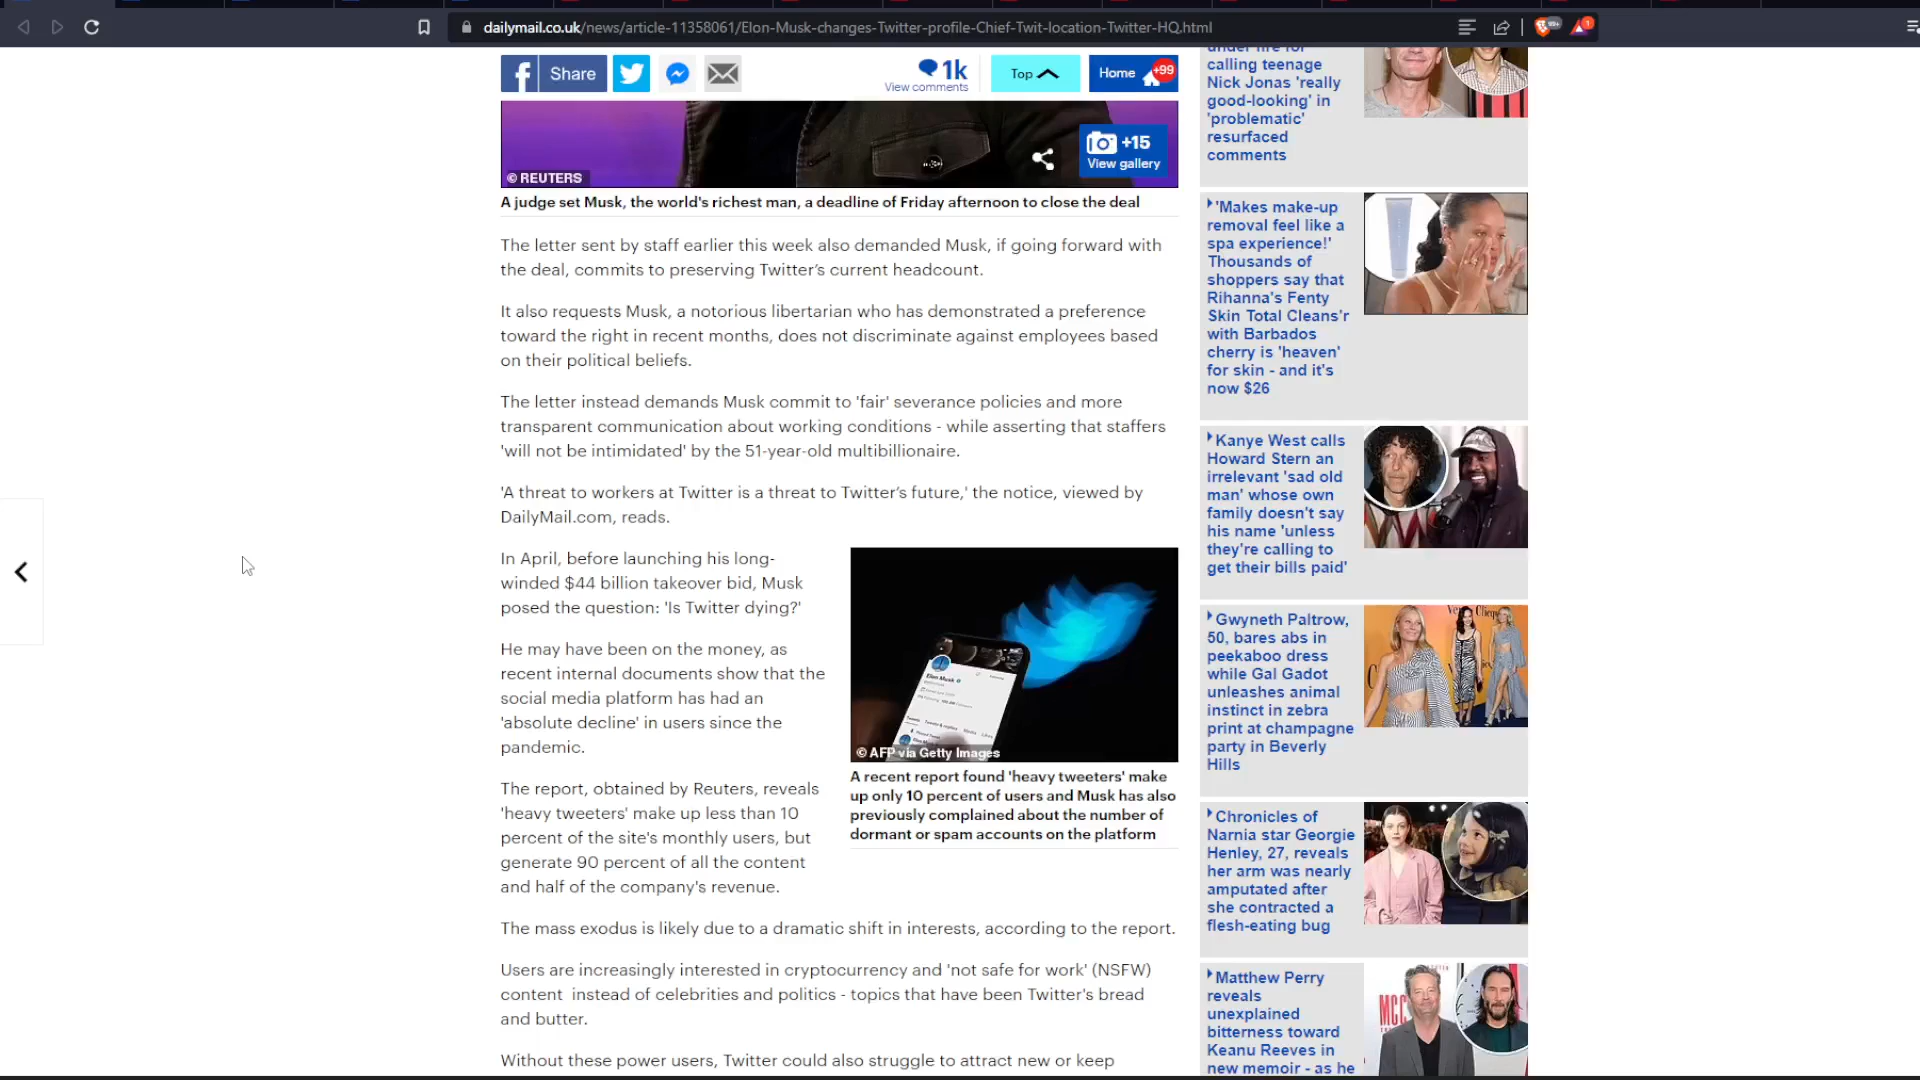 dailymail.co.uk/news/article-11358061/Elon-Musk-changes-Twitter-profile-Chief-Twit-location-Twitter-HQ.html
Share
1k
View comments
Top
Home
+99
+15
View gallery
© REUTERS
A judge set Musk, the world's richest man, a deadline of Friday afternoon to close the deal
The letter sent by staff earlier this week also demanded Musk, if going forward with
the deal, commits to preserving Twitter's current headcount.
It also requests Musk, a notorious libertarian who has demonstrated a preference
toward the right in recent months, does not discriminate against employees based
on their political beliefs.
The letter instead demands Musk commit to 'fair' severance policies and more
transparent communication about working conditions - while asserting that staffers
'will not be intimidated' by the 51-year-old multibillionaire.
'A threat to workers at Twitter is a threat to Twitter's future,' the notice, viewed by
DailyMail.com, reads.
In April, before launching his long-
winded $44 billion takeover bid, Musk
posed the question: 'Is Twitter dying?'
He may have been on the money, as
recent internal documents show that the
social media platform has had an
'absolute decline' in users since the
pandemic.
The report, obtained by Reuters, reveals
'heavy tweeters' make up less than 10
percent of the site's monthly users, but
generate 90 percent of all the content
and half of the company's revenue.
Elon Musk
© AFP via Getty Images
A recent report found 'heavy tweeters' make
up only 10 percent of users and Musk has also
previously complained about the number of
dormant or spam accounts on the platform
The mass exodus is likely due to a dramatic shift in interests, according to the report.
Users are increasingly interested in cryptocurrency and 'not safe for work' (NSFW)
content instead of celebrities and politics - topics that have been Twitter's bread
and butter.
Without these power users, Twitter could also struggle to attract new or keep
under fire for
calling teenage
Nick Jonas 'really
good-looking' in
'problematic'
resurfaced
comments
'Makes make-up
removal feel like a
spa experience!'
Thousands of
shoppers say that
Rihanna's Fenty
Skin Total Cleans'r
with Barbados
cherry is 'heaven'
for skin - and it's
now $26
Kanye West calls
Howard Stern an
irrelevant 'sad old
man' whose own
family doesn't say
his name 'unless
they're calling to
get their bills paid'
Gwyneth Paltrow,
50, bares abs in
peekaboo dress
while Gal Gadot
unleashes animal
instinct in zebra
print at champagne
party in Beverly
Hills
Chronicles of
Narnia star Georgie
Henley, 27, reveals
her arm was nearly
amputated after
she contracted a
flesh-eating bug
Matthew Perry
reveals
unexplained
bitterness toward
Keanu Reeves in
new memoir - as he